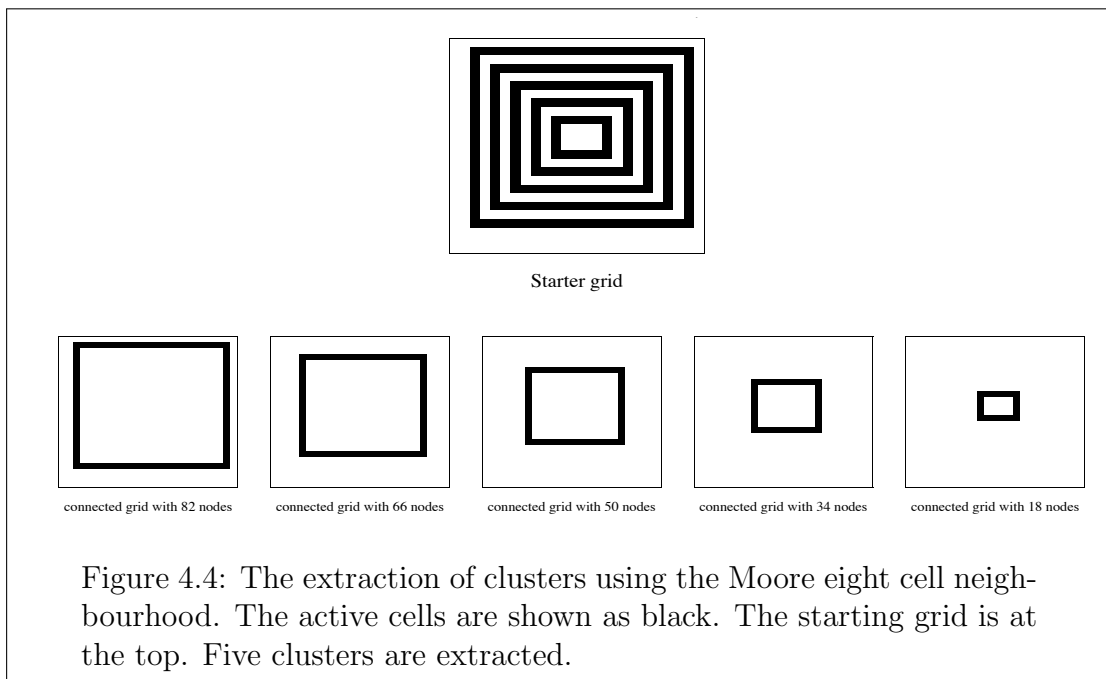 Starter grid
connected grid with 82 nodes
connected grid with 66 nodes
connected grid with 50 nodes
connected grid with 34 nodes
connected grid with 18 nodes
Figure 4.4: The extraction of clusters using the Moore eight cell neigh-
bourhood. The active cells are shown as black. The starting grid is at
the top. Five clusters are extracted.